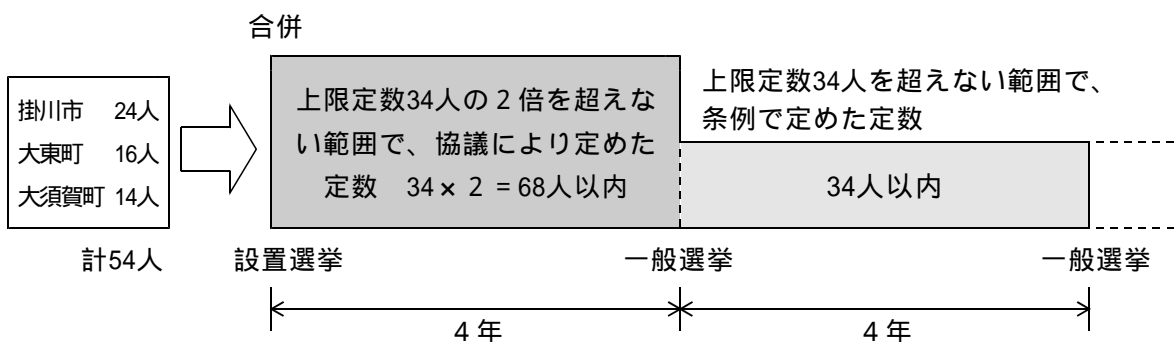 合併
掛川市 24人
大東町 16人
大須賀町 14人
計54人
上限定数34人の２倍を超えな
い範囲で、協議により定めた
定数 34×２＝68人以内
上限定数34人を超えない範囲で、
条例で定めた定数
34人以内
設置選挙
一般選挙
一般選挙
４年
４年